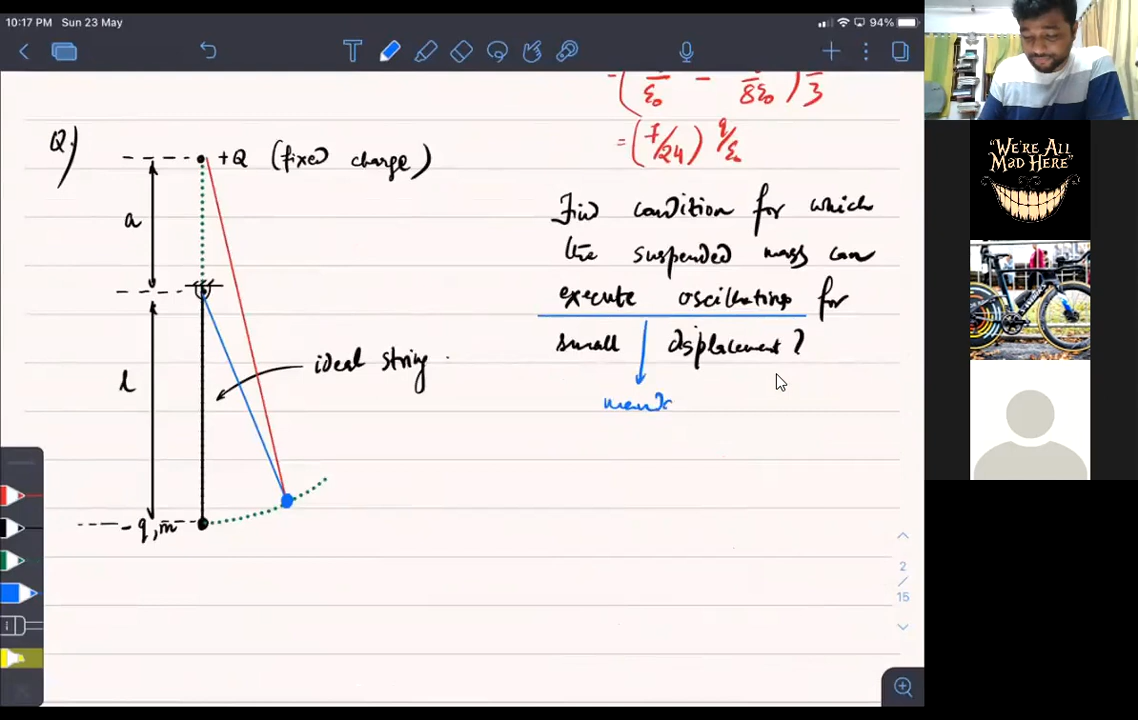 10:17 PM Sun 23 May
94%
T
= ( 7/24 ) q/ε₀
Q)
+Q (fixed charge)
a
l
ideal string
-q, m
Find condition for which
the suspended mass can
execute oscillations for
small displacement?
2
/
15
"WE'RE ALL
MAD HERE"